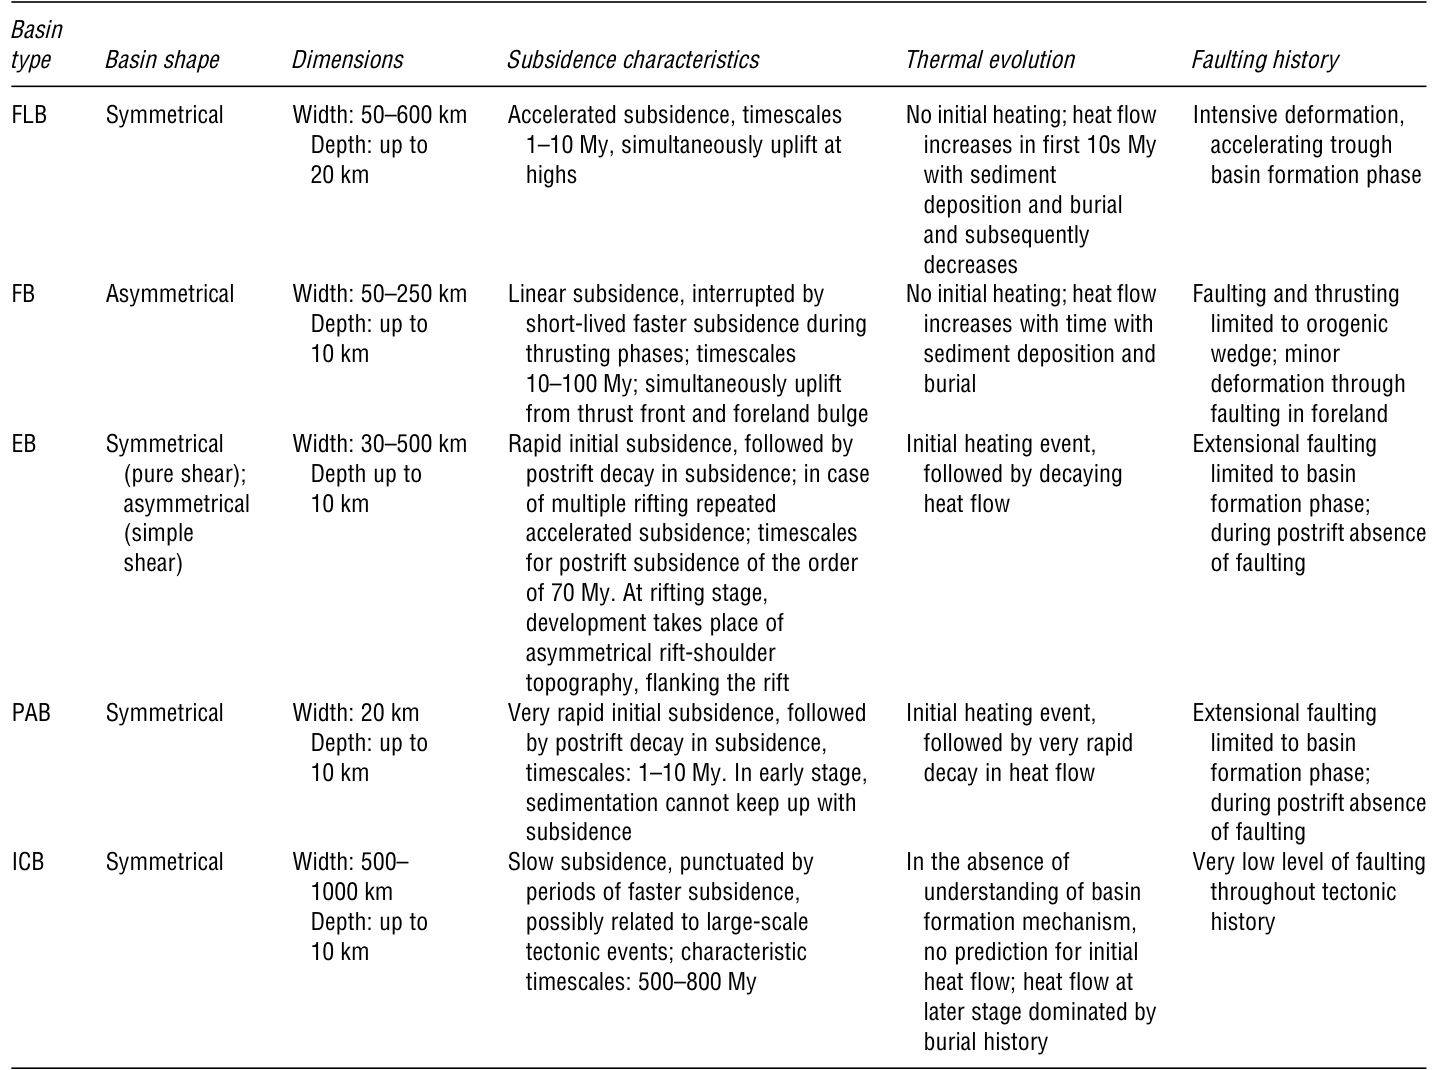 Basin
type
Basin shape
Dimensions
Subsidence characteristics
Thermal evolution
Faulting history
FLB
Symmetrical
Width: 50–600 km
Depth: up to
20 km
Accelerated subsidence, timescales
1–10 My, simultaneously uplift at
highs
No initial heating; heat flow
increases in first 10s My
with sediment
deposition and burial
and subsequently
decreases
Intensive deformation,
accelerating trough
basin formation phase
FB
Asymmetrical
Width: 50–250 km
Depth: up to
10 km
Linear subsidence, interrupted by
short-lived faster subsidence during
thrusting phases; timescales
10–100 My; simultaneously uplift
from thrust front and foreland bulge
No initial heating; heat flow
increases with time with
sediment deposition and
burial
Faulting and thrusting
limited to orogenic
wedge; minor
deformation through
faulting in foreland
EB
Symmetrical
(pure shear);
asymmetrical
(simple
shear)
Width: 30–500 km
Depth up to
10 km
Rapid initial subsidence, followed by
postrift decay in subsidence; in case
of multiple rifting repeated
accelerated subsidence; timescales
for postrift subsidence of the order
of 70 My. At rifting stage,
development takes place of
asymmetrical rift-shoulder
topography, flanking the rift
Initial heating event,
followed by decaying
heat flow
Extensional faulting
limited to basin
formation phase;
during postrift absence
of faulting
PAB
Symmetrical
Width: 20 km
Depth: up to
10 km
Very rapid initial subsidence, followed
by postrift decay in subsidence,
timescales: 1–10 My. In early stage,
sedimentation cannot keep up with
subsidence
Initial heating event,
followed by very rapid
decay in heat flow
Extensional faulting
limited to basin
formation phase;
during postrift absence
of faulting
ICB
Symmetrical
Width: 500–
1000 km
Depth: up to
10 km
Slow subsidence, punctuated by
periods of faster subsidence,
possibly related to large-scale
tectonic events; characteristic
timescales: 500–800 My
In the absence of
understanding of basin
formation mechanism,
no prediction for initial
heat flow; heat flow at
later stage dominated by
burial history
Very low level of faulting
throughout tectonic
history